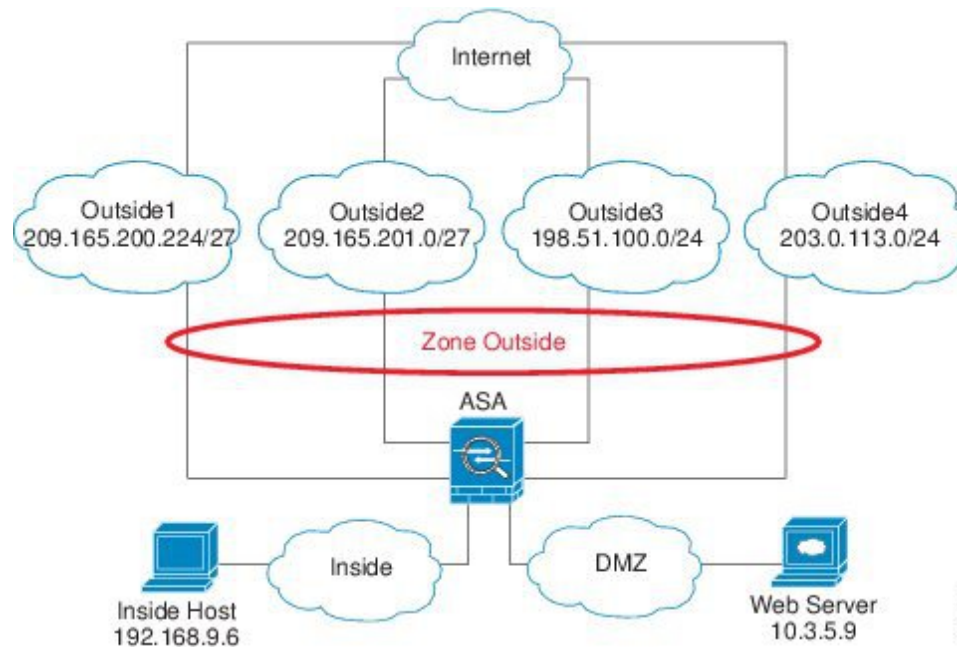 Internet
Outside1
209.165.200.224/27
Outside2
209.165.201.0/27
Outside3
198.51.100.0/24
Outside4
203.0.113.0/24
Zone Outside
ASA
Inside
DMZ
Inside Host
192.168.9.6
Web Server
10.3.5.9